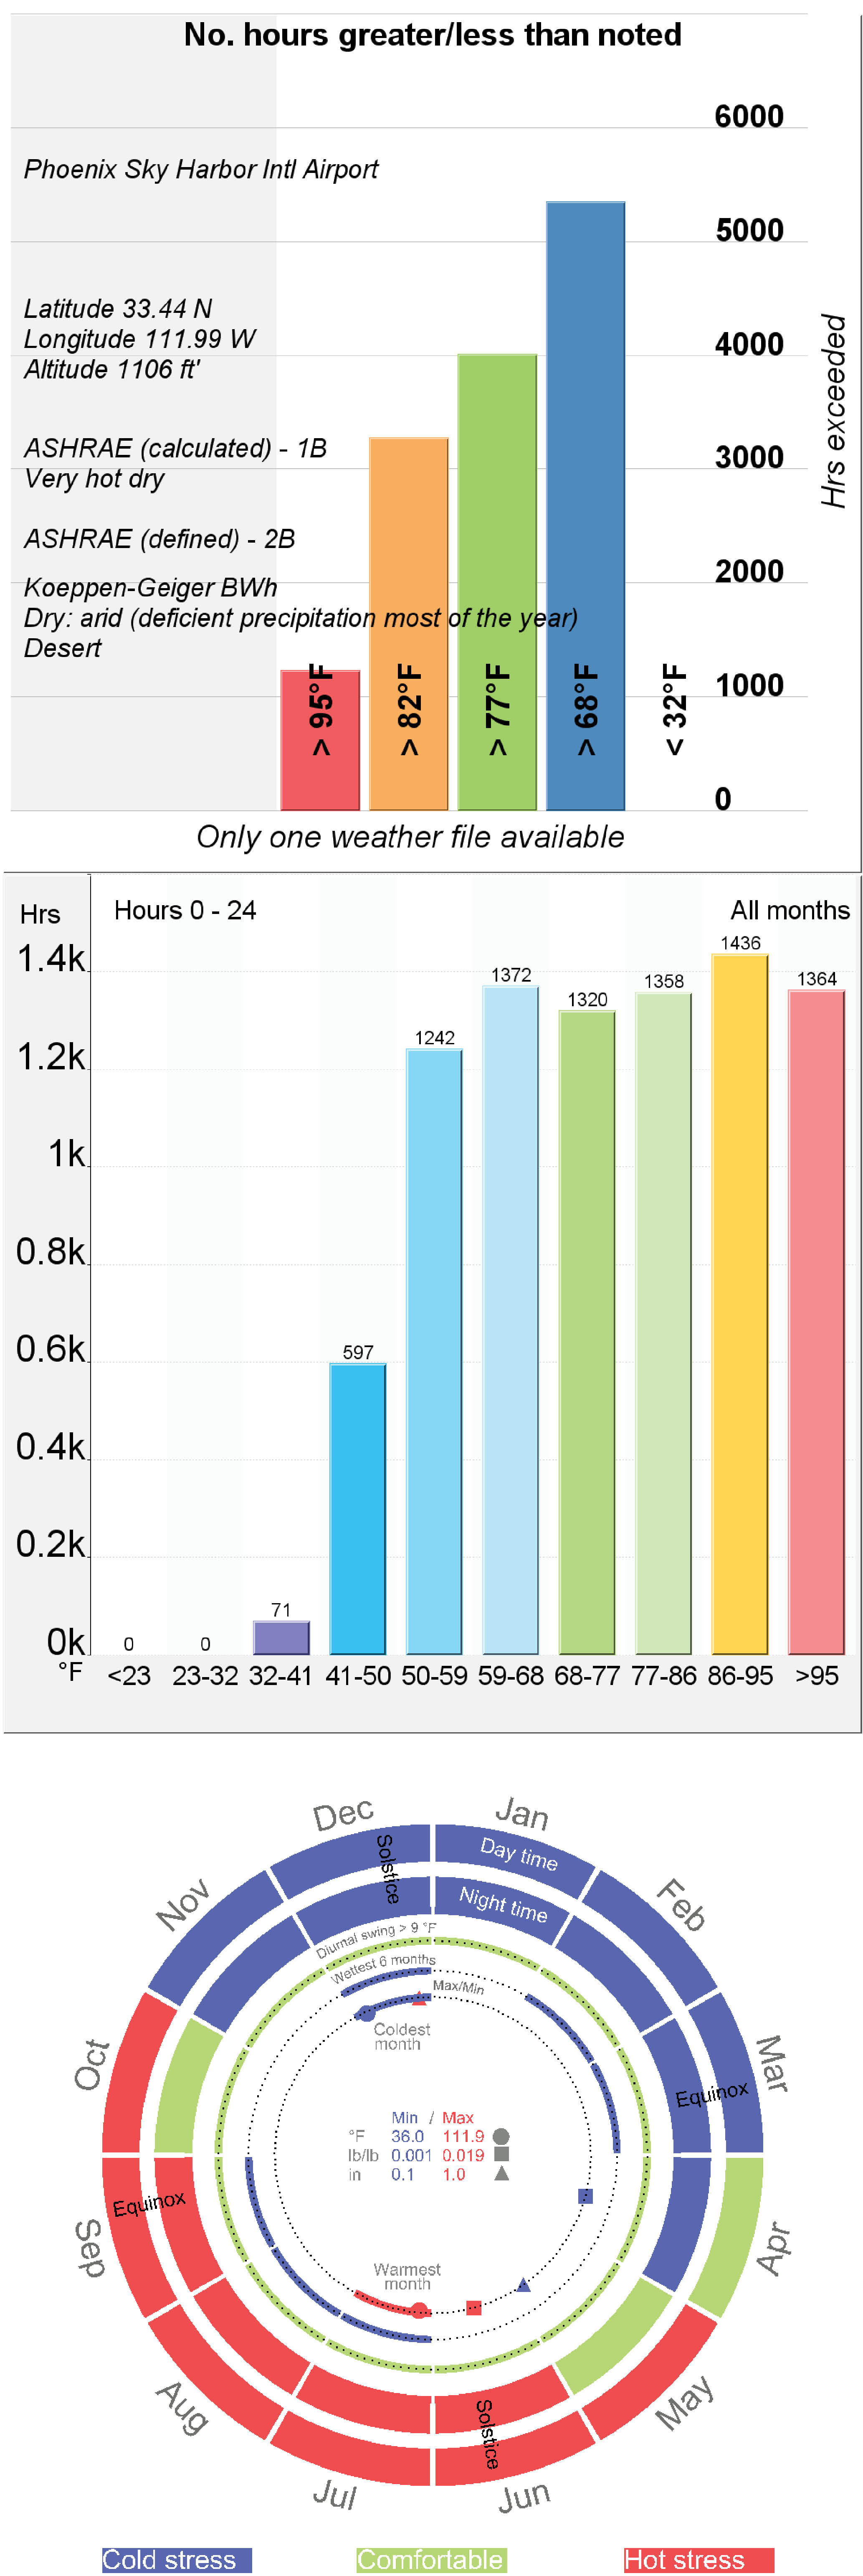 No. hours greater/less than noted
6000
Phoenix Sky Harbor Intl Airport
5000
Latitude 33.44 N
Longitude 111.99 W
Altitude 1106 ft'
4000
Hrs exceeded
ASHRAE (calculated) - 1B
Very hot dry
3000
ASHRAE (defined) - 2B
2000
Koeppen-Geiger BWh
Dry: arid (deficient precipitation most of the year)
Desert
1000
> 95°F
> 82°F
> 77°F
> 68°F
< 32°F
0
Only one weather file available
Hrs
Hours 0 - 24
All months
1.4k
1.2k
1k
0.8k
0.6k
0.4k
0.2k
0k
0
0
71
597
1242
1372
1320
1358
1436
1364
°F
<23
23-32
32-41
41-50
50-59
59-68
68-77
77-86
86-95
>95
Dec
Jan
Nov
Feb
Oct
Mar
Sep
Apr
Aug
May
Jul
Jun
Solstice
Day time
Night time
Diurnal swing > 9 °F
Wettest 6 months
Max/Min
Coldest
month
Equinox
Min / Max
°F 36.0 111.9
lb/lb 0.001 0.019
in 0.1 1.0
Equinox
Warmest
month
Solstice
Cold stress
Comfortable
Hot stress